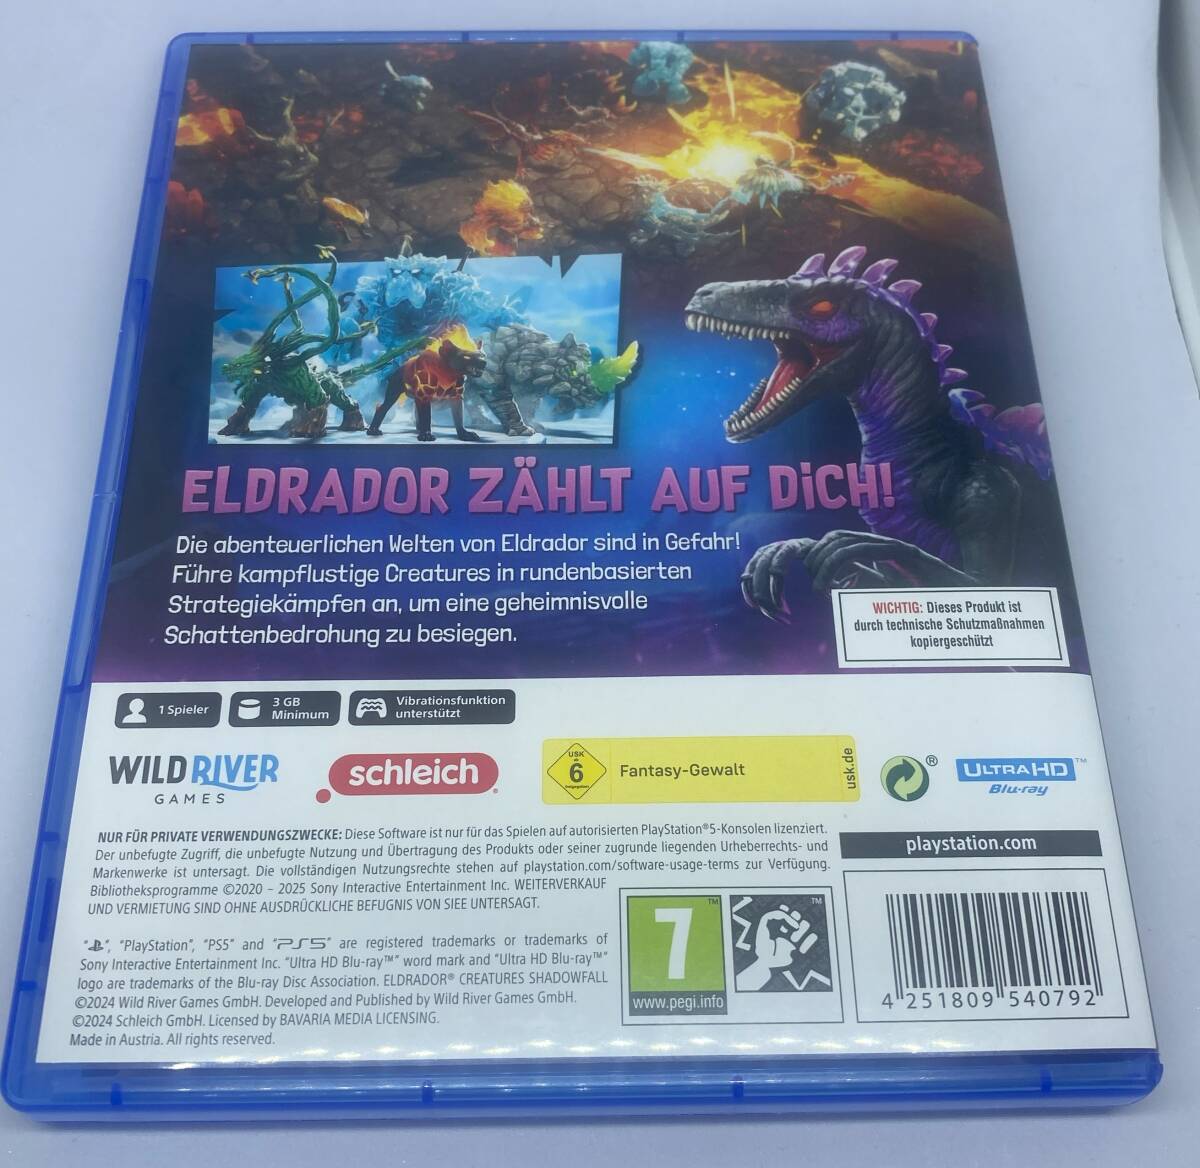 ELDRADOR ZÄHLT AUF DiCH!
Die abenteuerlichen Welten von Eldrador sind in Gefahr!
Führe kampflustige Creatures in rundenbasierten
Strategiekämpfen an, um eine geheimnisvolle
Schattenbedrohung zu besiegen.
WICHTIG: Dieses Produkt ist
durch technische Schutzmaßnahmen
kopiergeschützt
1 Spieler
3 GB
Minimum
Vibrationsfunktion
unterstützt
WILD RIVER
GAMES
schleich
USK
6
Fantasy-Gewalt
usk.de
®
ULTRA HD™
Blu-ray
NUR FÜR PRIVATE VERWENDUNGSZWECKE: Diese Software ist nur für das Spielen auf autorisierten PlayStation®5-Konsolen lizenziert.
Der unbefugte Zugriff, die unbefugte Nutzung und Übertragung des Produkts oder seiner zugrunde liegenden Urheberrechts- und
Markenwerke ist untersagt. Die vollständigen Nutzungsrechte stehen auf playstation.com/software-usage-terms zur Verfügung.
Bibliotheksprogramme ©2020 – 2025 Sony Interactive Entertainment Inc. WEITERVERKAUF
UND VERMIETUNG SIND OHNE AUSDRÜCKLICHE BEFUGNIS VON SIEE UNTERSAGT.
playstation.com
", "PlayStation", "PS5" and "PS5" are registered trademarks or trademarks of
Sony Interactive Entertainment Inc. "Ultra HD Blu-ray™" word mark and "Ultra HD Blu-ray™"
logo are trademarks of the Blu-ray Disc Association. ELDRADOR® CREATURES SHADOWFALL
©2024 Wild River Games GmbH. Developed and Published by Wild River Games GmbH.
©2024 Schleich GmbH. Licensed by BAVARIA MEDIA LICENSING.
Made in Austria. All rights reserved.
7
™
™
www.pegi.info
4 251809 540792